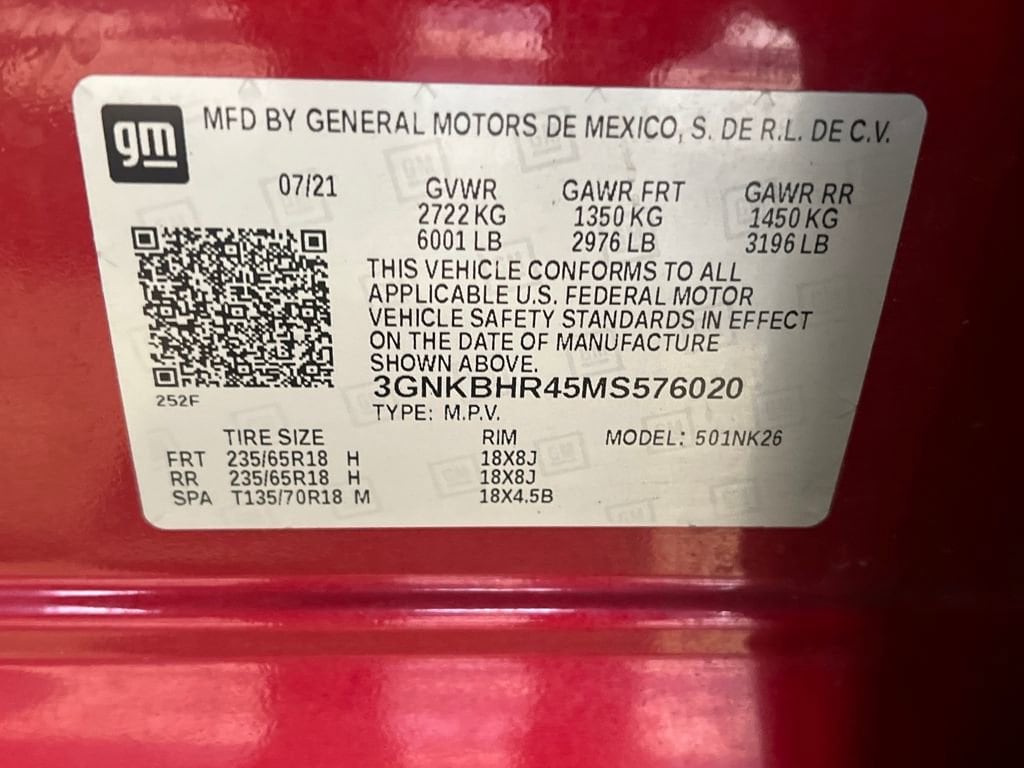 gm MFD BY GENERAL MOTORS DE MEXICO, S. DE R.L. DE C.V.
07/21 GVWR GAWR FRT GAWR RR
2722 KG 1350 KG 1450 KG
6001 LB 2976 LB 3196 LB
THIS VEHICLE CONFORMS TO ALL
APPLICABLE U.S. FEDERAL MOTOR
VEHICLE SAFETY STANDARDS IN EFFECT
ON THE DATE OF MANUFACTURE
SHOWN ABOVE.
3GNKBHR45MS576020
252F TYPE: M.P.V.
TIRE SIZE RIM MODEL: 501NK26
FRT 235/65R18 H 18X8J
RR 235/65R18 H 18X8J
SPA T135/70R18 M 18X4.5B